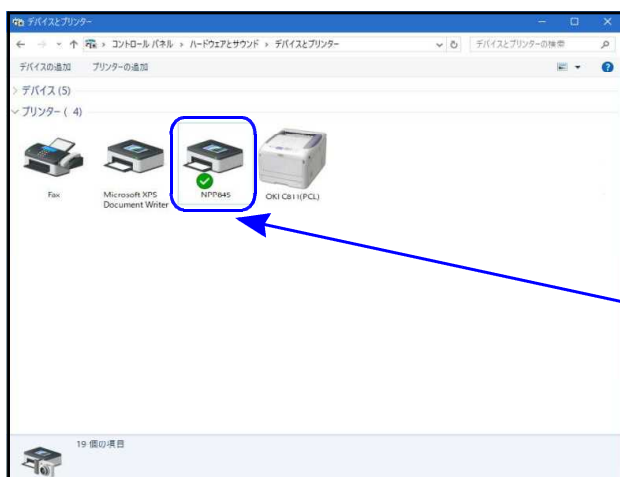 デバイスとプリンター
コントロール パネル › ハードウェアとサウンド › デバイスとプリンター
デバイスとプリンターの検索
デバイスの追加 プリンターの追加
デバイス (5)
プリンター ( 4)
Fax
Microsoft XPS
Document Writer
NPP845
OKI C811(PCL)
19 個の項目